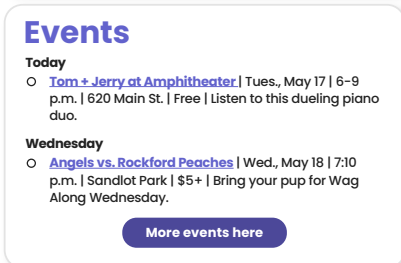 Events
Today
Tom + Jerry at Amphitheater | Tues., May 17 | 6-9
p.m. | 620 Main St. | Free | Listen to this dueling piano
duo.
Wednesday
Angels vs. Rockford Peaches | Wed., May 18 | 7:10
p.m. | Sandlot Park | $5+ | Bring your pup for Wag
Along Wednesday.
More events here